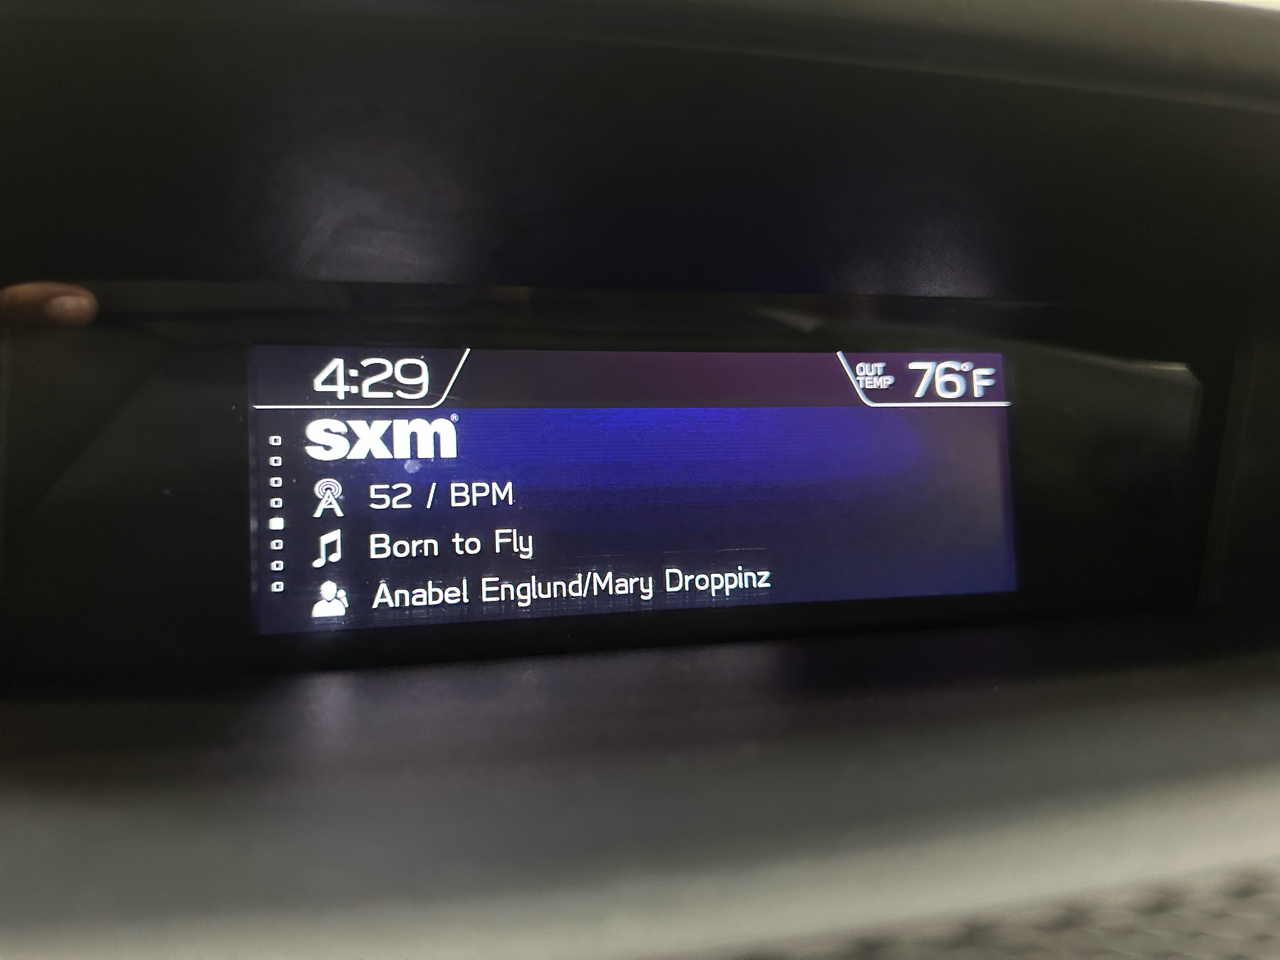 4:29
OUT TEMP 76°F
sxm®
52 / BPM
Born to Fly
Anabel Englund/Mary Droppinz